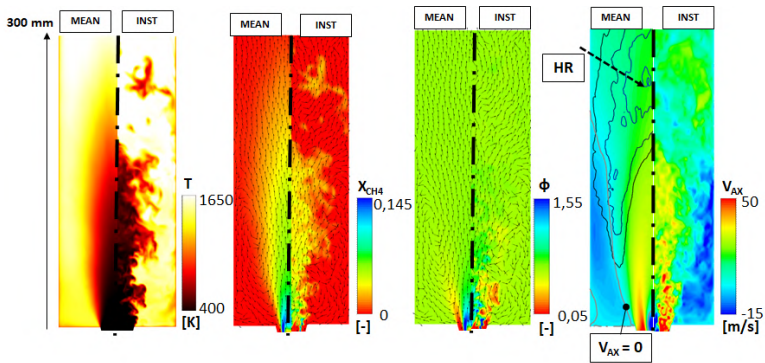 MEAN INST MEAN INST MEAN INST MEAN INST
300 mm
HR
T X_CH4 ϕ V_AX
1650 0,145 1,55 50
400 0 0,05 -15
[K] [-] [-] [m/s]
V_AX = 0